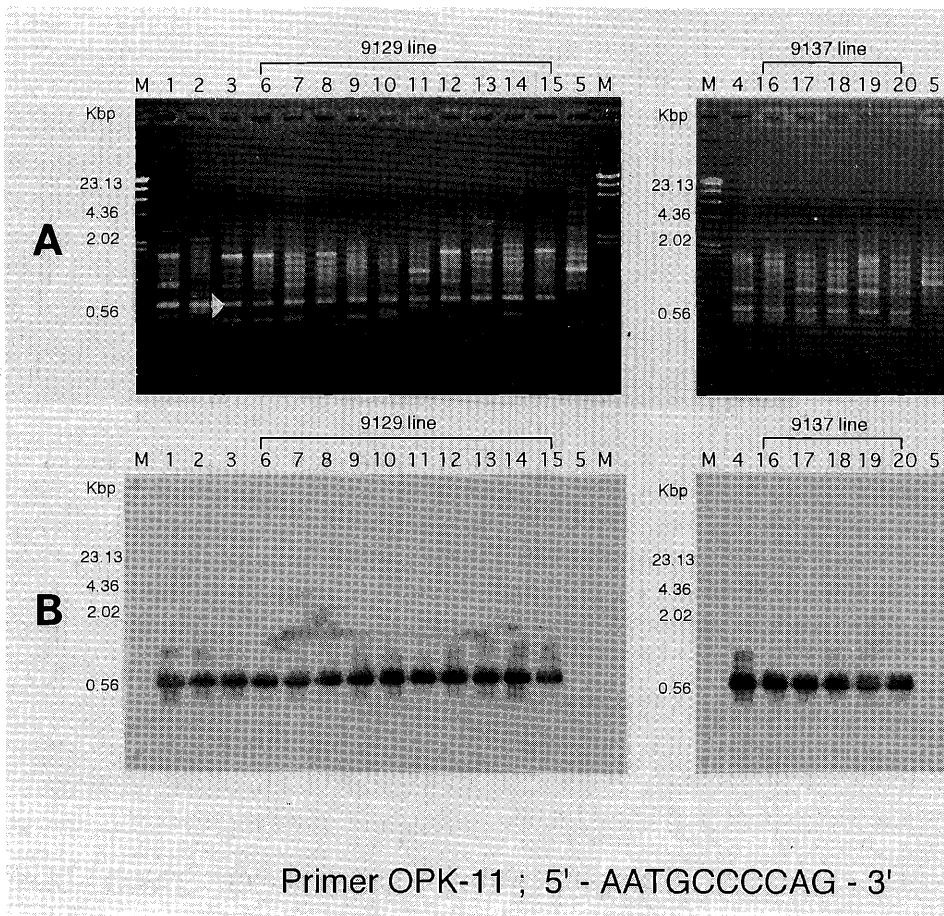 9129 line
M 1 2 3 6 7 8 9 10 11 12 13 14 15 5 M
Kbp
23.13
4.36
2.02
0.56
A
9137 line
M 4 16 17 18 19 20 5
Kbp
23.13
4.36
2.02
0.56
9129 line
M 1 2 3 6 7 8 9 10 11 12 13 14 15 5 M
Kbp
23.13
4.36
2.02
0.56
B
9137 line
M 4 16 17 18 19 20 5
Kbp
23.13
4.36
2.02
0.56
Primer OPK-11 ; 5' - AATGCCCCAG - 3'